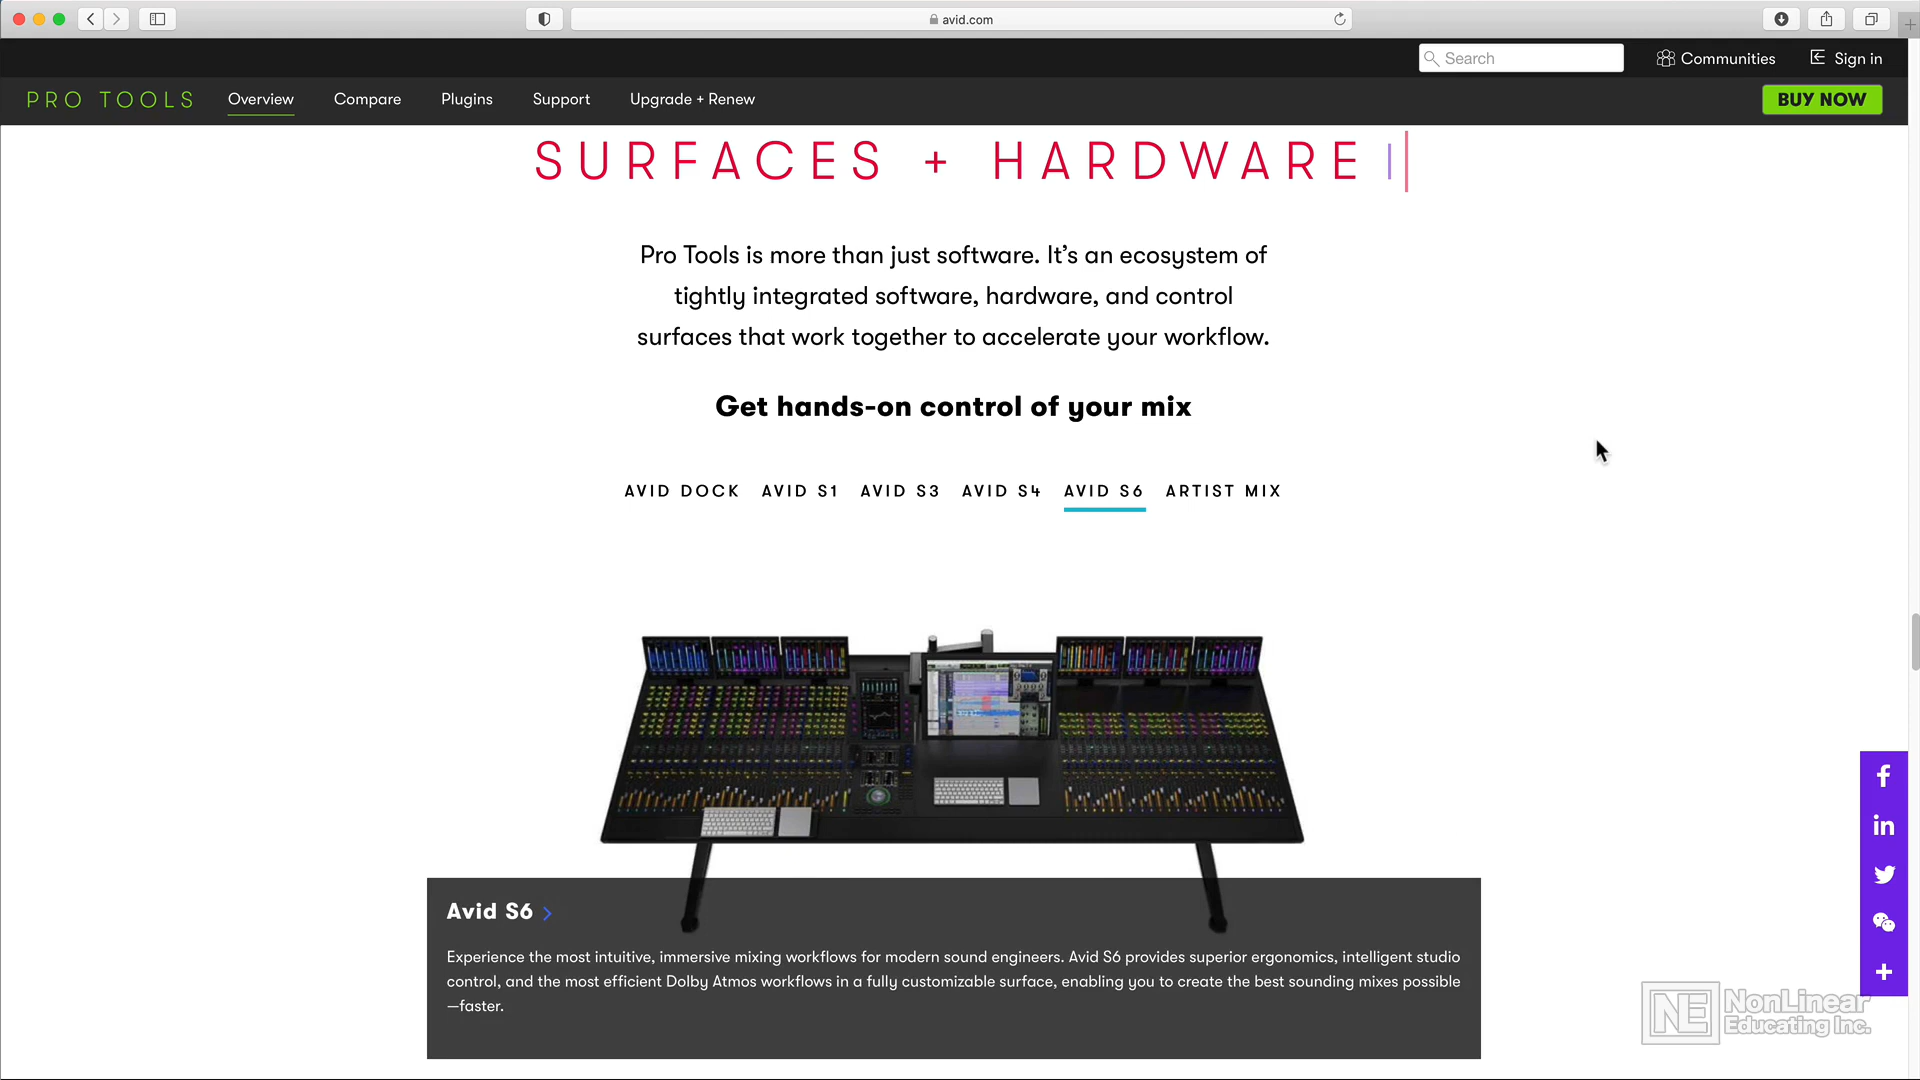 avid.com
Search
Communities
Sign in
PRO TOOLS
Overview
Compare
Plugins
Support
Upgrade + Renew
BUY NOW
SURFACES + HARDWARE
Pro Tools is more than just software. It’s an ecosystem of
tightly integrated software, hardware, and control
surfaces that work together to accelerate your workflow.
Get hands-on control of your mix
AVID DOCK
AVID S1
AVID S3
AVID S4
AVID S6
ARTIST MIX
Avid S6
Experience the most intuitive, immersive mixing workflows for modern sound engineers. Avid S6 provides superior ergonomics, intelligent studio
control, and the most efficient Dolby Atmos workflows in a fully customizable surface, enabling you to create the best sounding mixes possible
—faster.
NE NonLinear
Educating Inc.